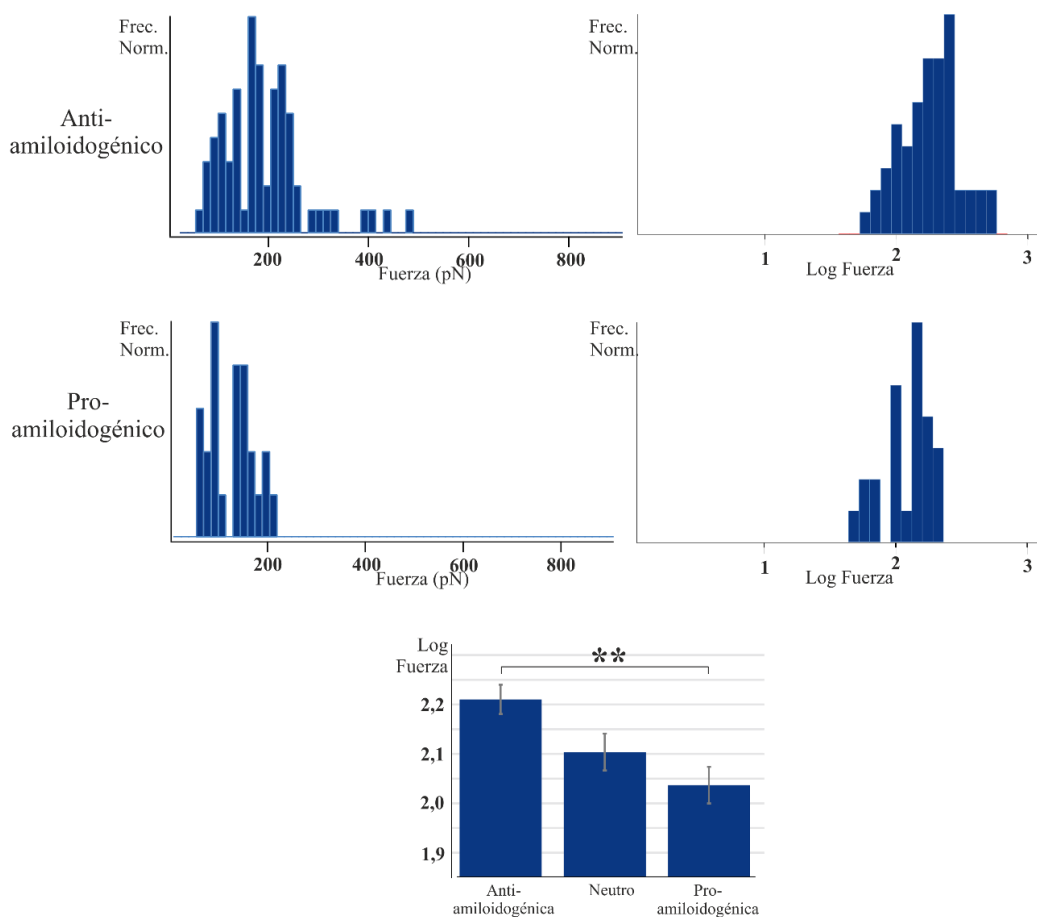 Frec.
Norm.
Anti-
amiloidogénico
200 400 600 800
Fuerza (pN)
Frec.
Norm.
1 2 3
Log Fuerza
Frec.
Norm.
Pro-
amiloidogénico
200 400 600 800
Fuerza (pN)
Frec.
Norm.
1 2 3
Log Fuerza
Log
Fuerza
**
2,2
2,1
2,0
1,9
Anti-
amiloidogénica
Neutro
Pro-
amiloidogénica